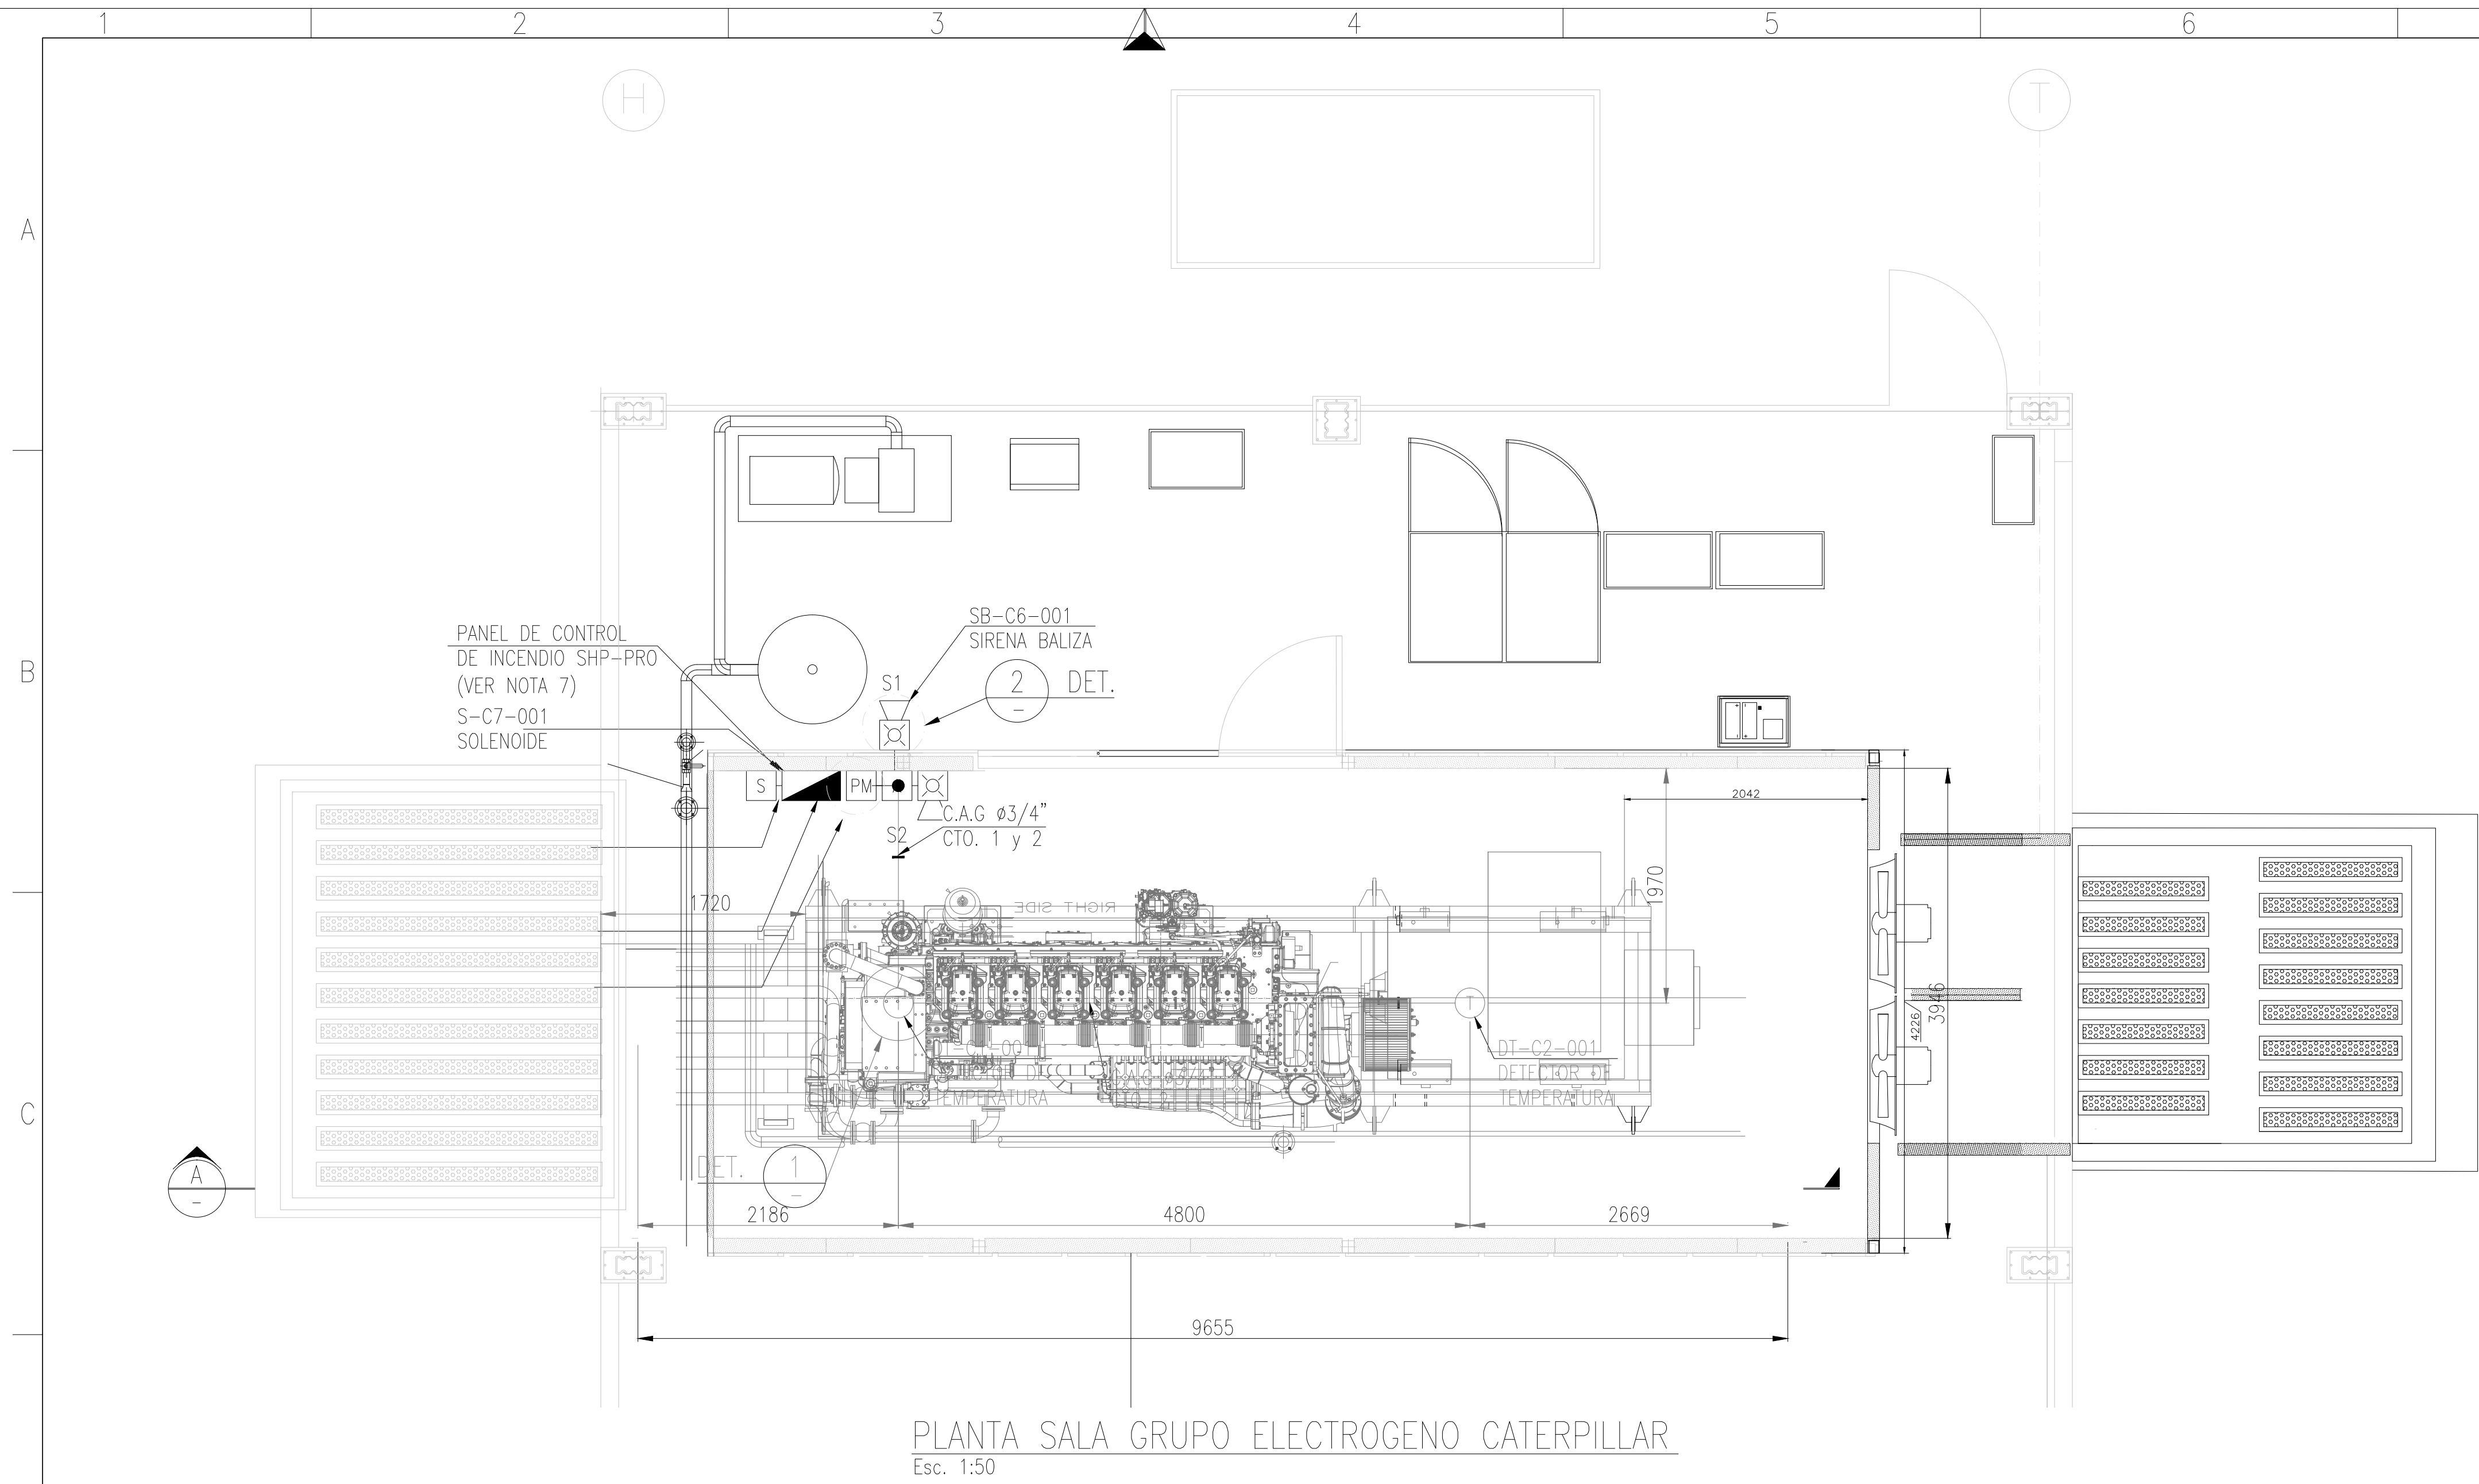 1
2
3
4
5
6
A
B
C
H
T
PANEL DE CONTROL
DE INCENDIO SHP-PRO
(VER NOTA 7)
S-C7-001
SOLENOIDE
SB-C6-001
SIRENA BALIZA
S1
2
DET.
–
S
PM
C.A.G ø3/4"
CTO. 1 y 2
S2
2042
1970
1720
RIGHT SIDE
T
DT-C2-001
DETECTOR DE
TEMPERATURA
TEMPERATURA
C.A.G ø3/4"
4226
3946
DET.
1
–
A
–
2186
4800
2669
9655
PLANTA SALA GRUPO ELECTROGENO CATERPILLAR
Esc. 1:50